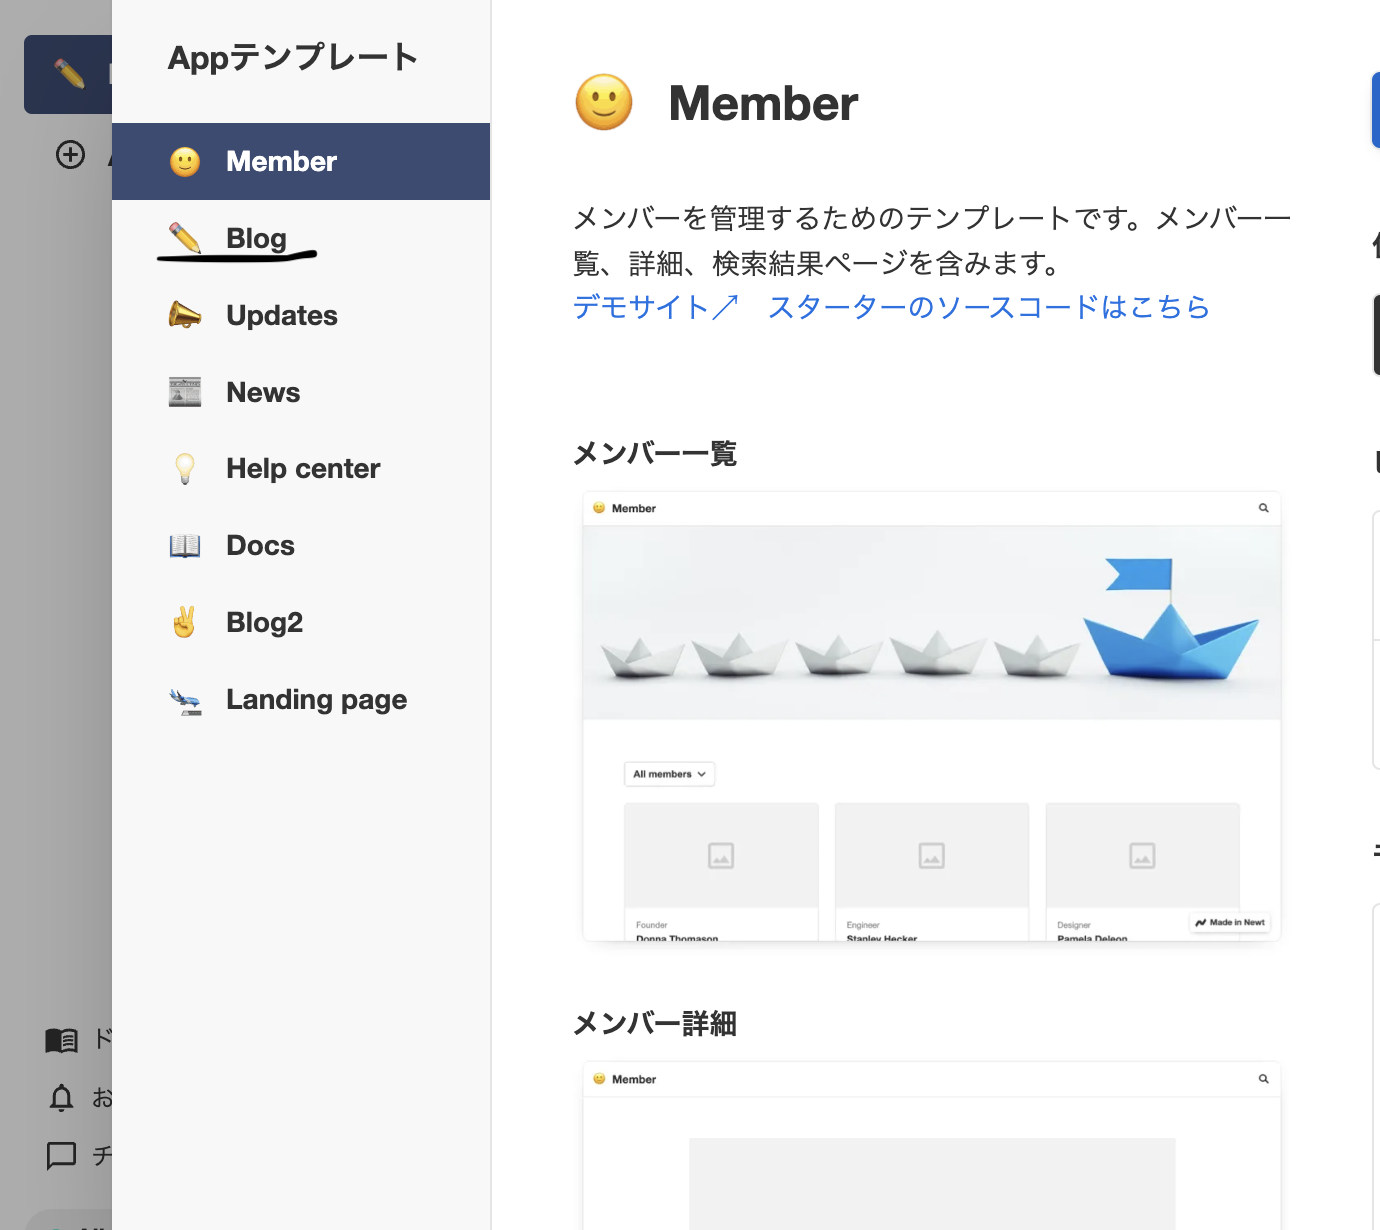 Appテンプレート
Member
Blog
Updates
News
Help center
Docs
Blog2
Landing page
ド
お
チ
Member
メンバーを管理するためのテンプレートです。メンバー一
覧、詳細、検索結果ページを含みます。
デモサイト↗ スターターのソースコードはこちら
メンバー一覧
Member
All members
Founder
Donna Thomason
Engineer
Stanley Hecker
Designer
Pamela Deleon
Made in Newt
メンバー詳細
Member